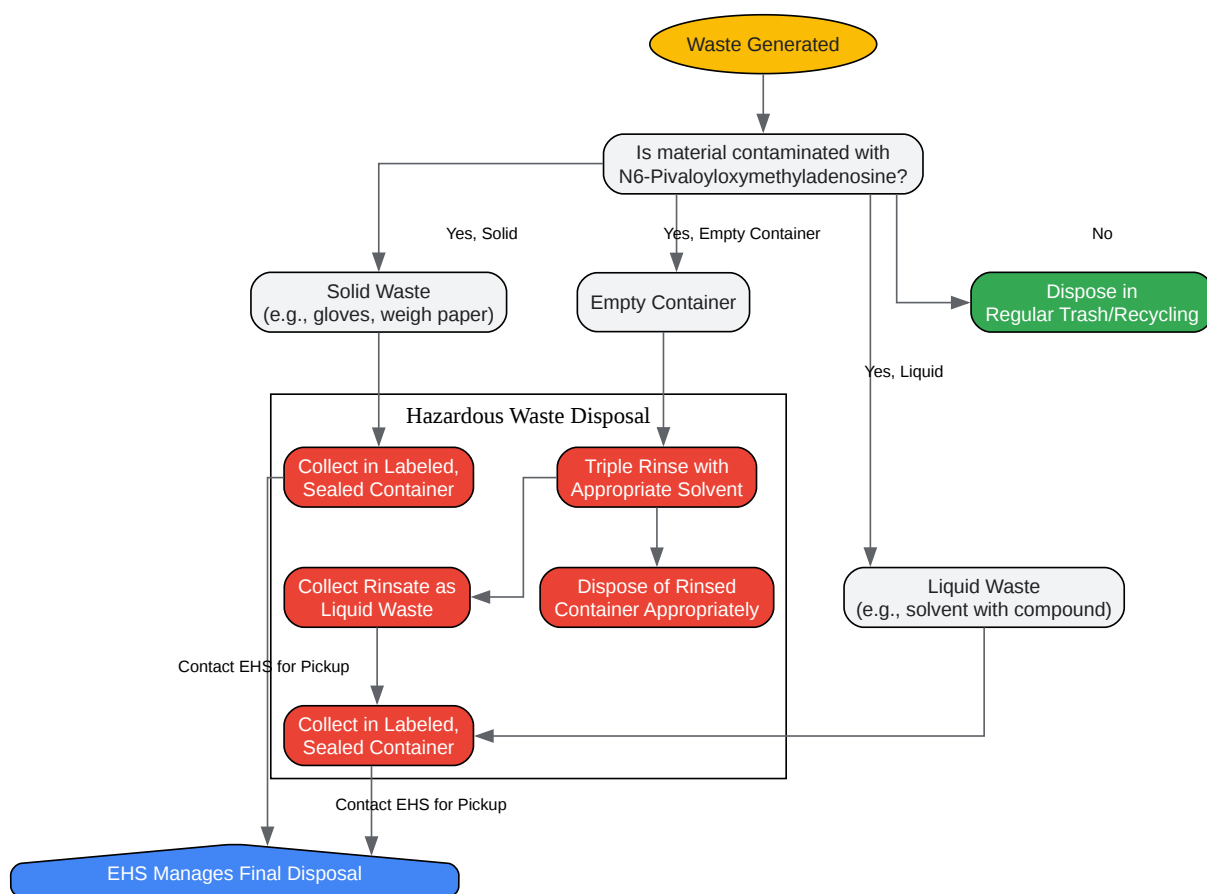 Waste Generated
Is material contaminated with
N6-Pivaloyloxymethyladenosine?
Yes, Solid
Yes, Empty Container
No
Solid Waste
(e.g., gloves, weigh paper)
Empty Container
Dispose in
Regular Trash/Recycling
Yes, Liquid
Hazardous Waste Disposal
Collect in Labeled,
Sealed Container
Triple Rinse with
Appropriate Solvent
Collect Rinsate as
Liquid Waste
Dispose of Rinsed
Container Appropriately
Liquid Waste
(e.g., solvent with compound)
Contact EHS for Pickup
Collect in Labeled,
Sealed Container
Contact EHS for Pickup
EHS Manages Final Disposal